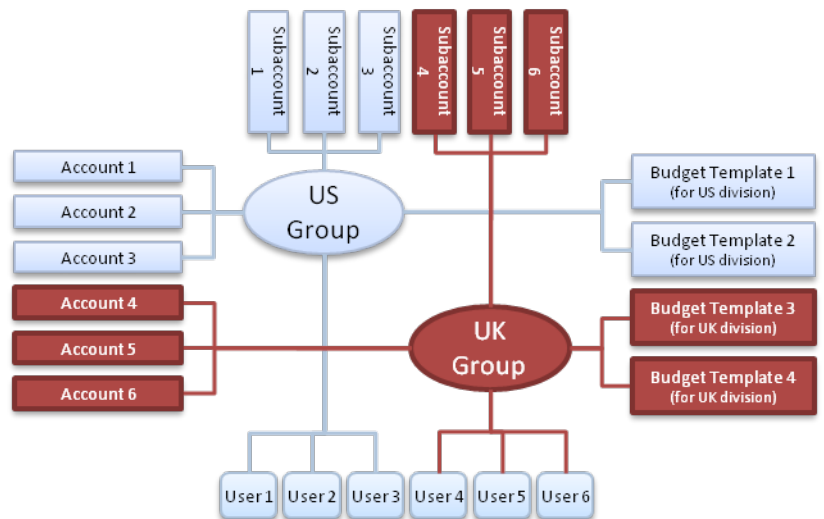 Subaccount 1
Subaccount 2
Subaccount 3
Subaccount 4
Subaccount 5
Subaccount 6
Account 1
Account 2
Account 3
Account 4
Account 5
Account 6
US
Group
UK
Group
Budget Template 1
(for US division)
Budget Template 2
(for US division)
Budget Template 3
(for UK division)
Budget Template 4
(for UK division)
User 1
User 2
User 3
User 4
User 5
User 6